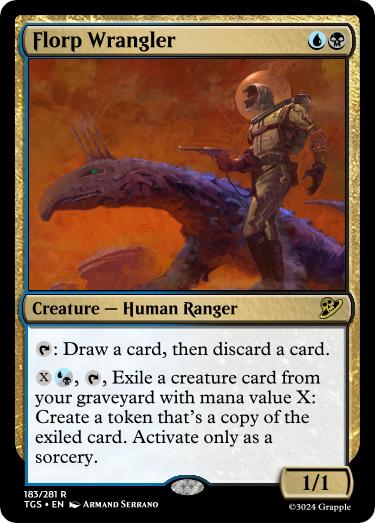 Florp Wrangler
Creature — Human Ranger
: Draw a card, then discard a card.
X , , Exile a creature card from
your graveyard with mana value X:
Create a token that's a copy of the
exiled card. Activate only as a
sorcery.
1/1
183/281 R
TGS • EN Armand Serrano
©3024 Grapple